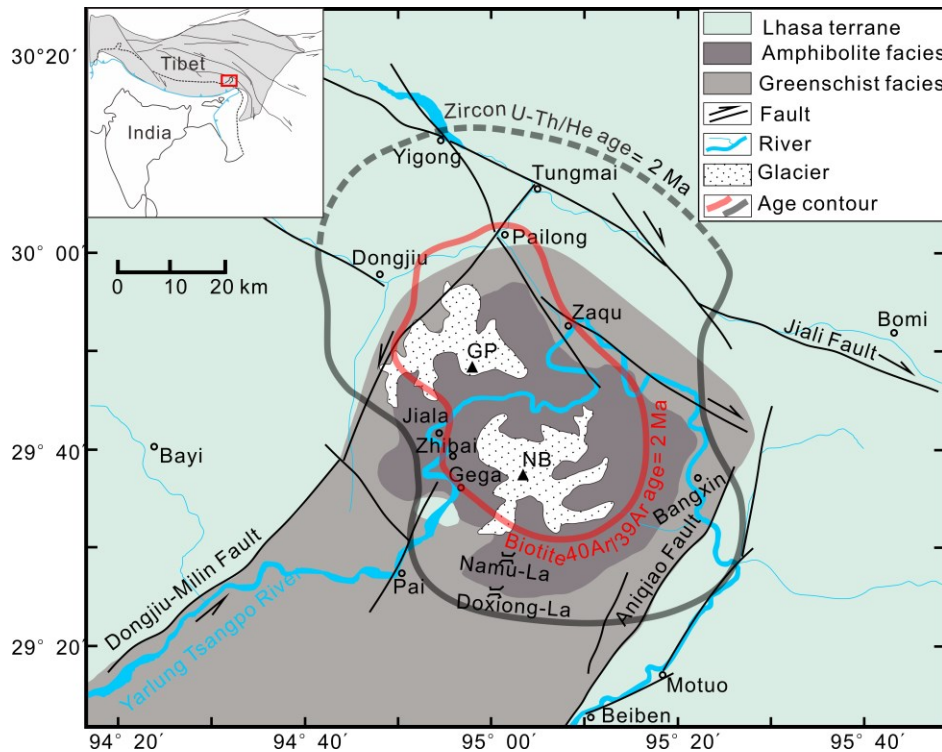 30° 20´
30° 00´
29° 40´
29° 20´
94° 20´
94° 40´
95° 00´
95° 20´
95° 40´
Tibet
India
Lhasa terrane
Amphibolite facies
Greenschist facies
Fault
River
Glacier
Age contour
Zircon U-Th/He age= 2 Ma
Yigong
Tungmai
Pailong
Dongjiu
0 10 20 km
Zaqu
Bomi
Jiali Fault
GP
Jiala
Zhibai
Bayi
NB
Gega
Bangxin
Biotite40Ar/39Ar age= 2 Ma
Namu-La
Aniqiao Fault
Pai
Doxiong-La
Dongjiu-Milin Fault
Yarlung Tsangpo River
Motuo
Beiben